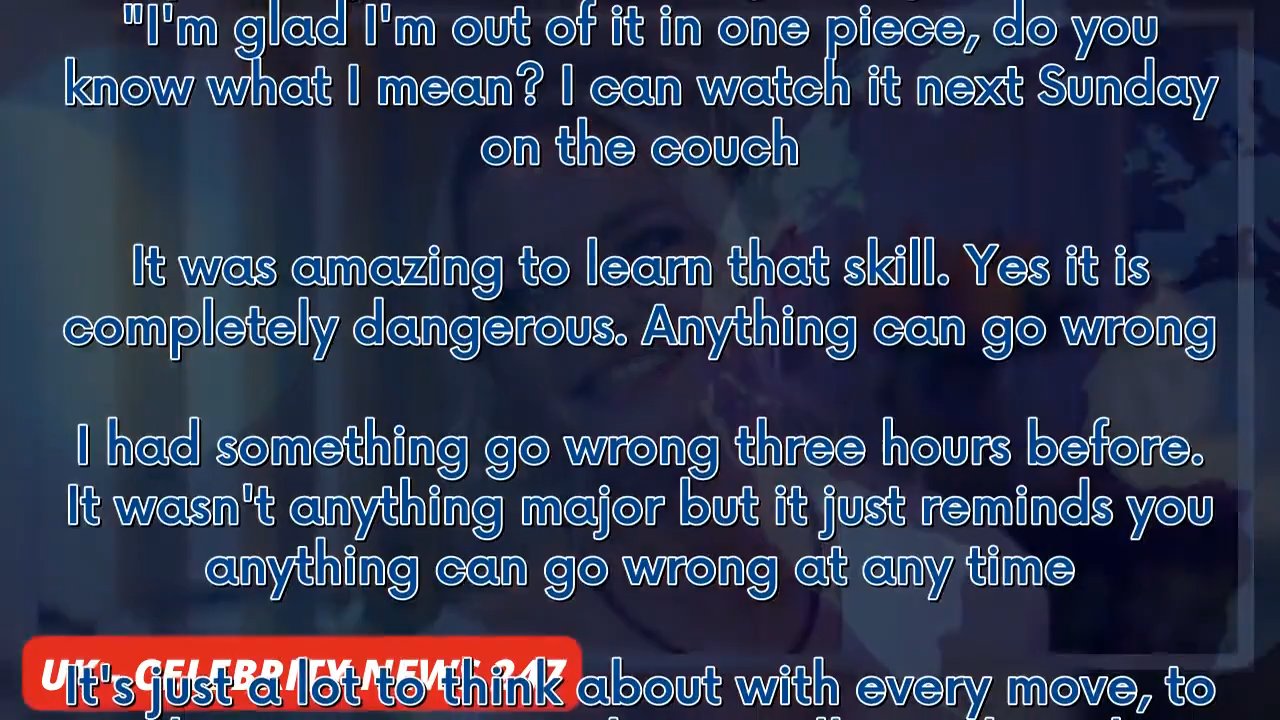 "I'm glad I'm out of it in one piece, do you
know what I mean? I can watch it next Sunday
on the couch
It was amazing to learn that skill. Yes it is
completely dangerous. Anything can go wrong
I had something go wrong three hours before.
It wasn't anything major but it just reminds you
anything can go wrong at any time
UK - CELEBRITY NEWS 247
It's just a lot to think about with every move, to